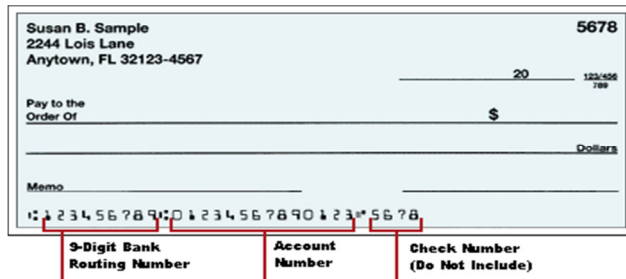 Susan B. Sample 5678
2244 Lois Lane
Anytown, FL 32123-4567
20 123/456
789
Pay to the
Order Of $
Dollars
Memo
⑆123456789⑆01234567890123⑈5678
9-Digit Bank Account Check Number
Routing Number Number (Do Not Include)